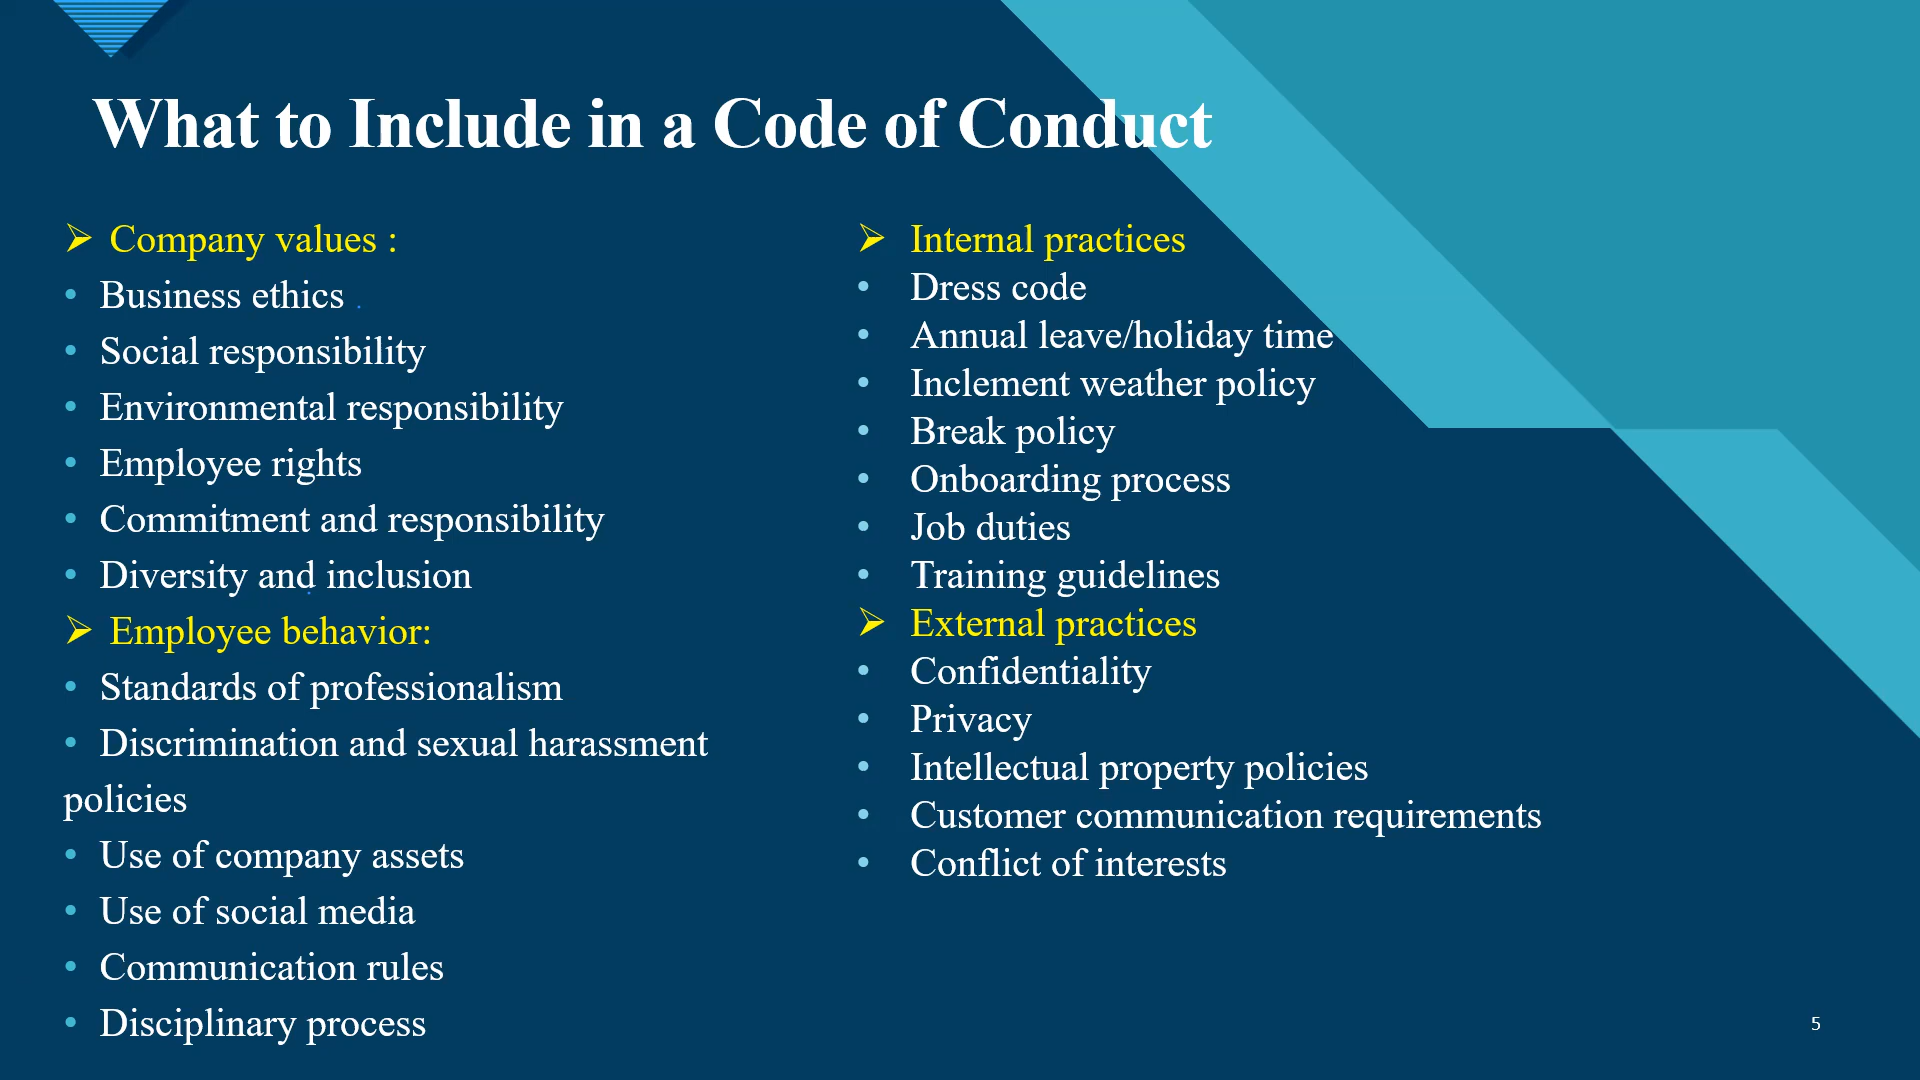 What to Include in a Code of Conduct
➢ Company values :
• Business ethics .
• Social responsibility
• Environmental responsibility
• Employee rights
• Commitment and responsibility
• Diversity and inclusion
➢ Employee behavior:
• Standards of professionalism
• Discrimination and sexual harassment
policies
• Use of company assets
• Use of social media
• Communication rules
• Disciplinary process
➢ Internal practices
• Dress code
• Annual leave/holiday time
• Inclement weather policy
• Break policy
• Onboarding process
• Job duties
• Training guidelines
➢ External practices
• Confidentiality
• Privacy
• Intellectual property policies
• Customer communication requirements
• Conflict of interests
5